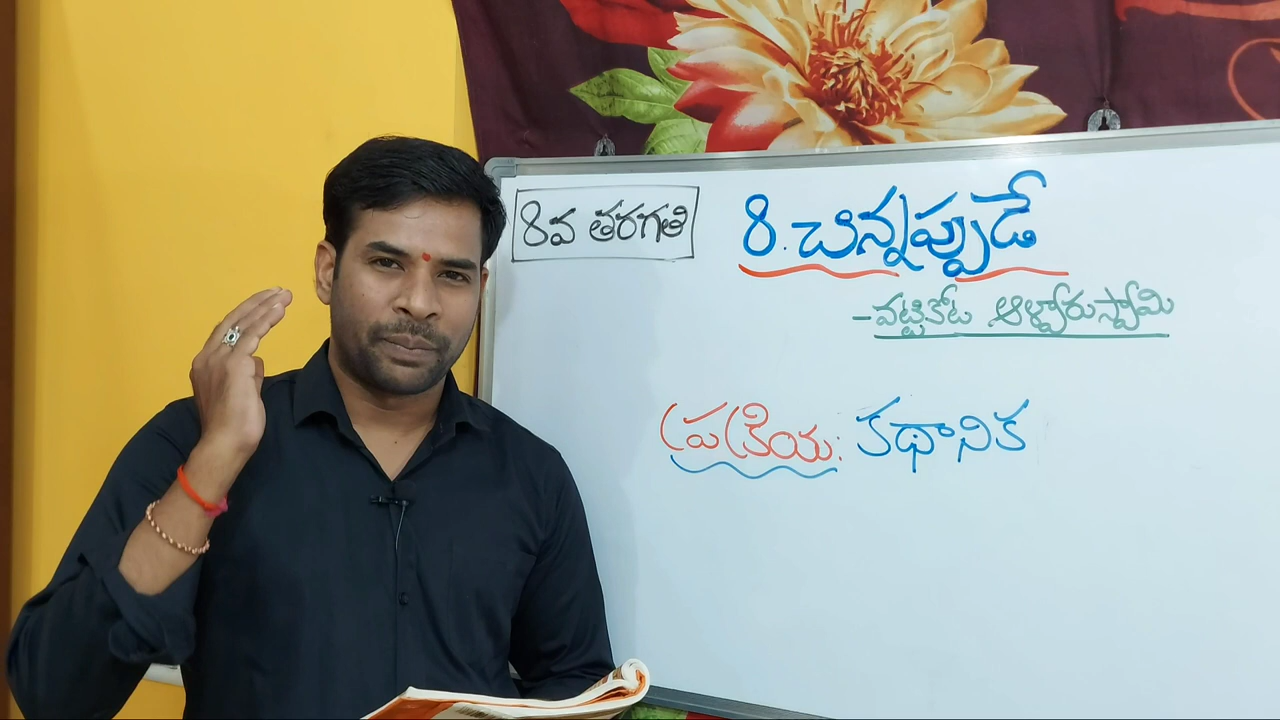 8వ తరగతి
8. చిన్నప్పుడే
- వట్టికోట ఆళ్వారుస్వామి
ప్రక్రియ: కథానిక